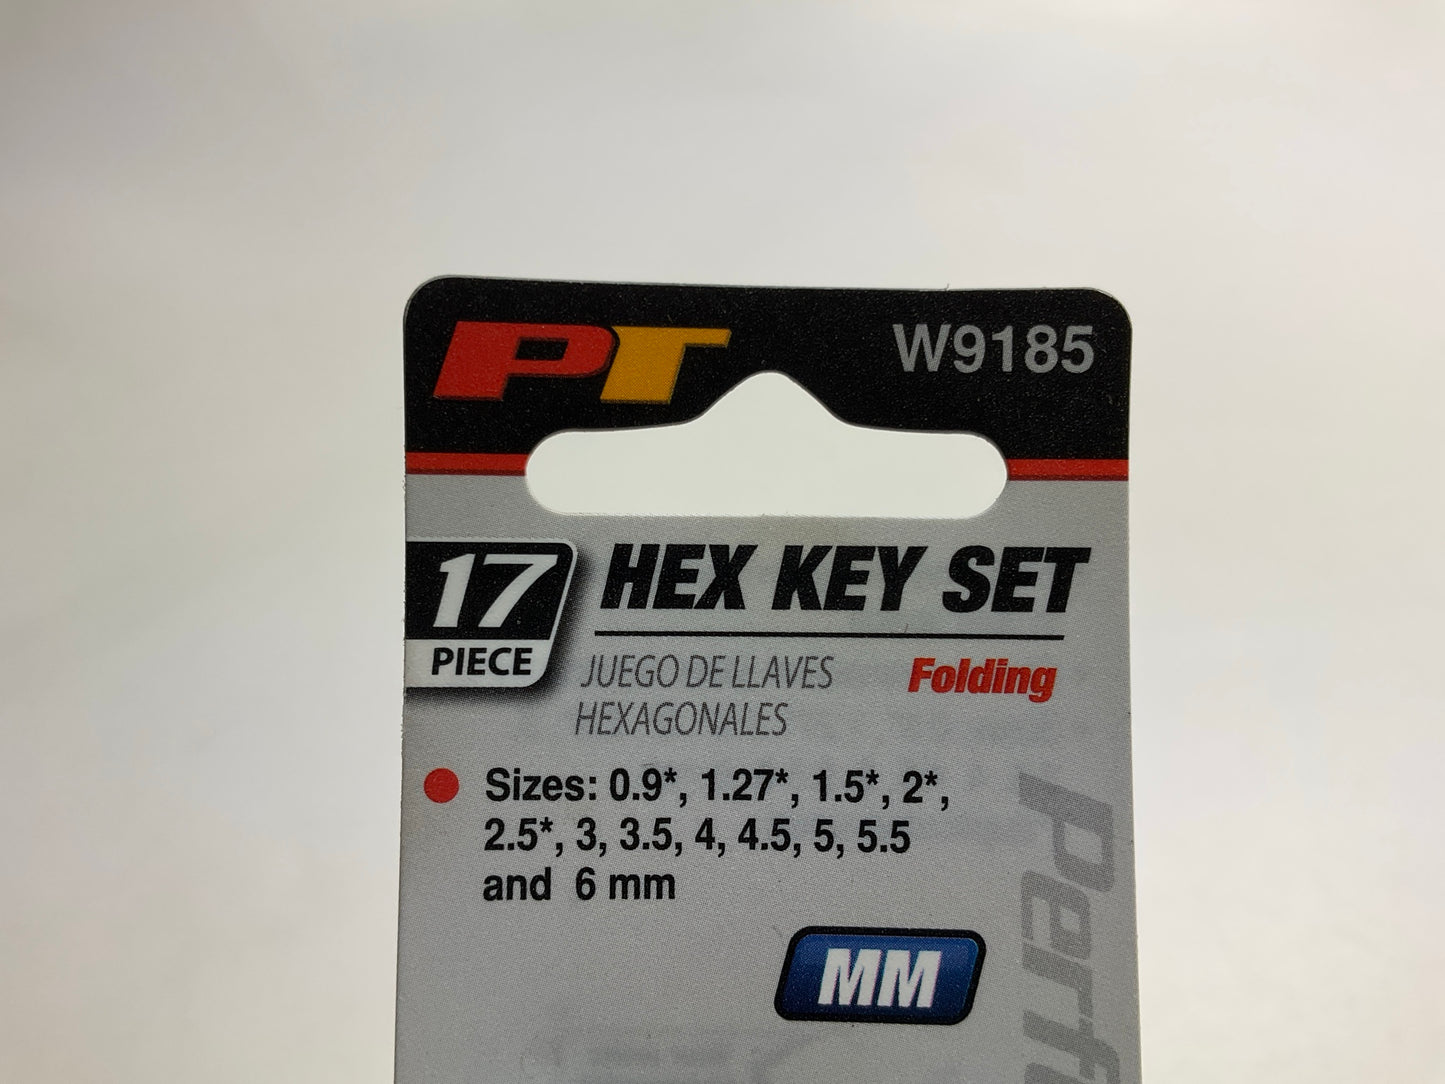 PT
W9185
17
PIECE
HEX KEY SET
JUEGO DE LLAVES
HEXAGONALES
Folding
Sizes: 0.9*, 1.27*, 1.5*, 2*,
2.5*, 3, 3.5, 4, 4.5, 5, 5.5
and 6 mm
MM